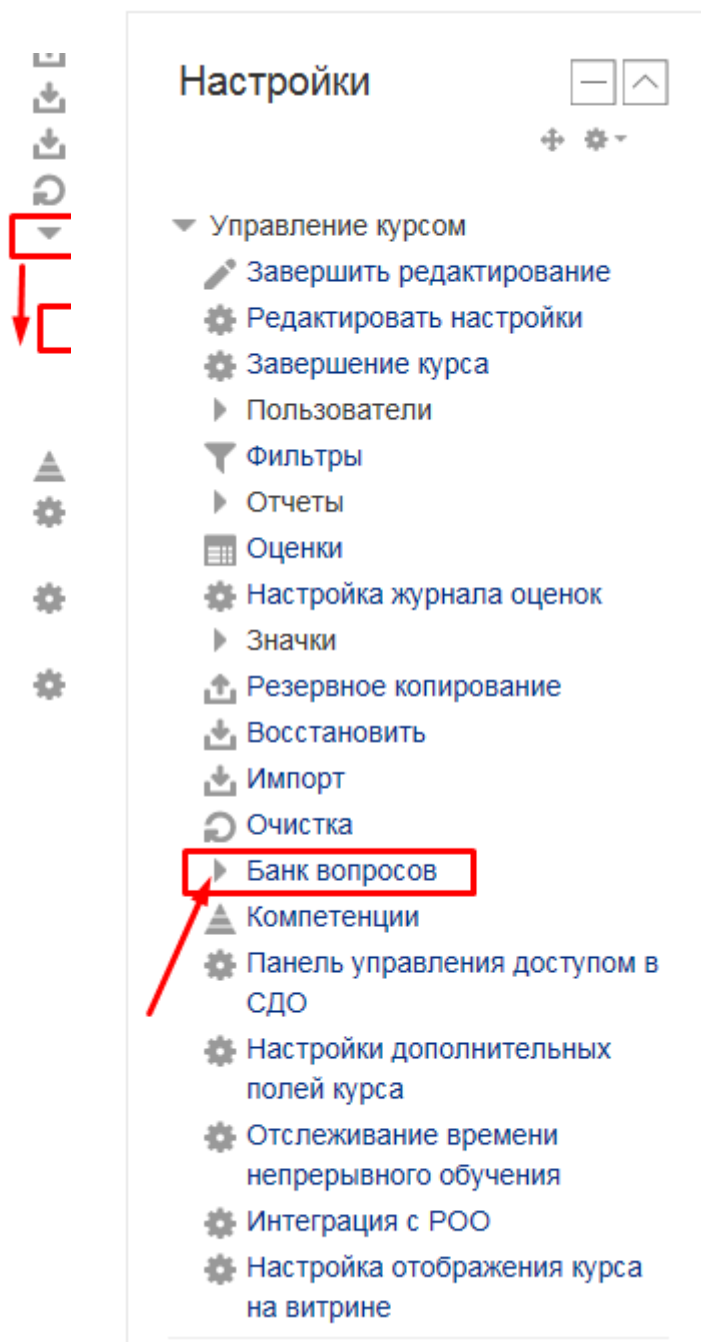 Настройки
Управление курсом
Завершить редактирование
Редактировать настройки
Завершение курса
Пользователи
Фильтры
Отчеты
Оценки
Настройка журнала оценок
Значки
Резервное копирование
Восстановить
Импорт
Очистка
Банк вопросов
Компетенции
Панель управления доступом в
СДО
Настройки дополнительных
полей курса
Отслеживание времени
непрерывного обучения
Интеграция с РОО
Настройка отображения курса
на витрине